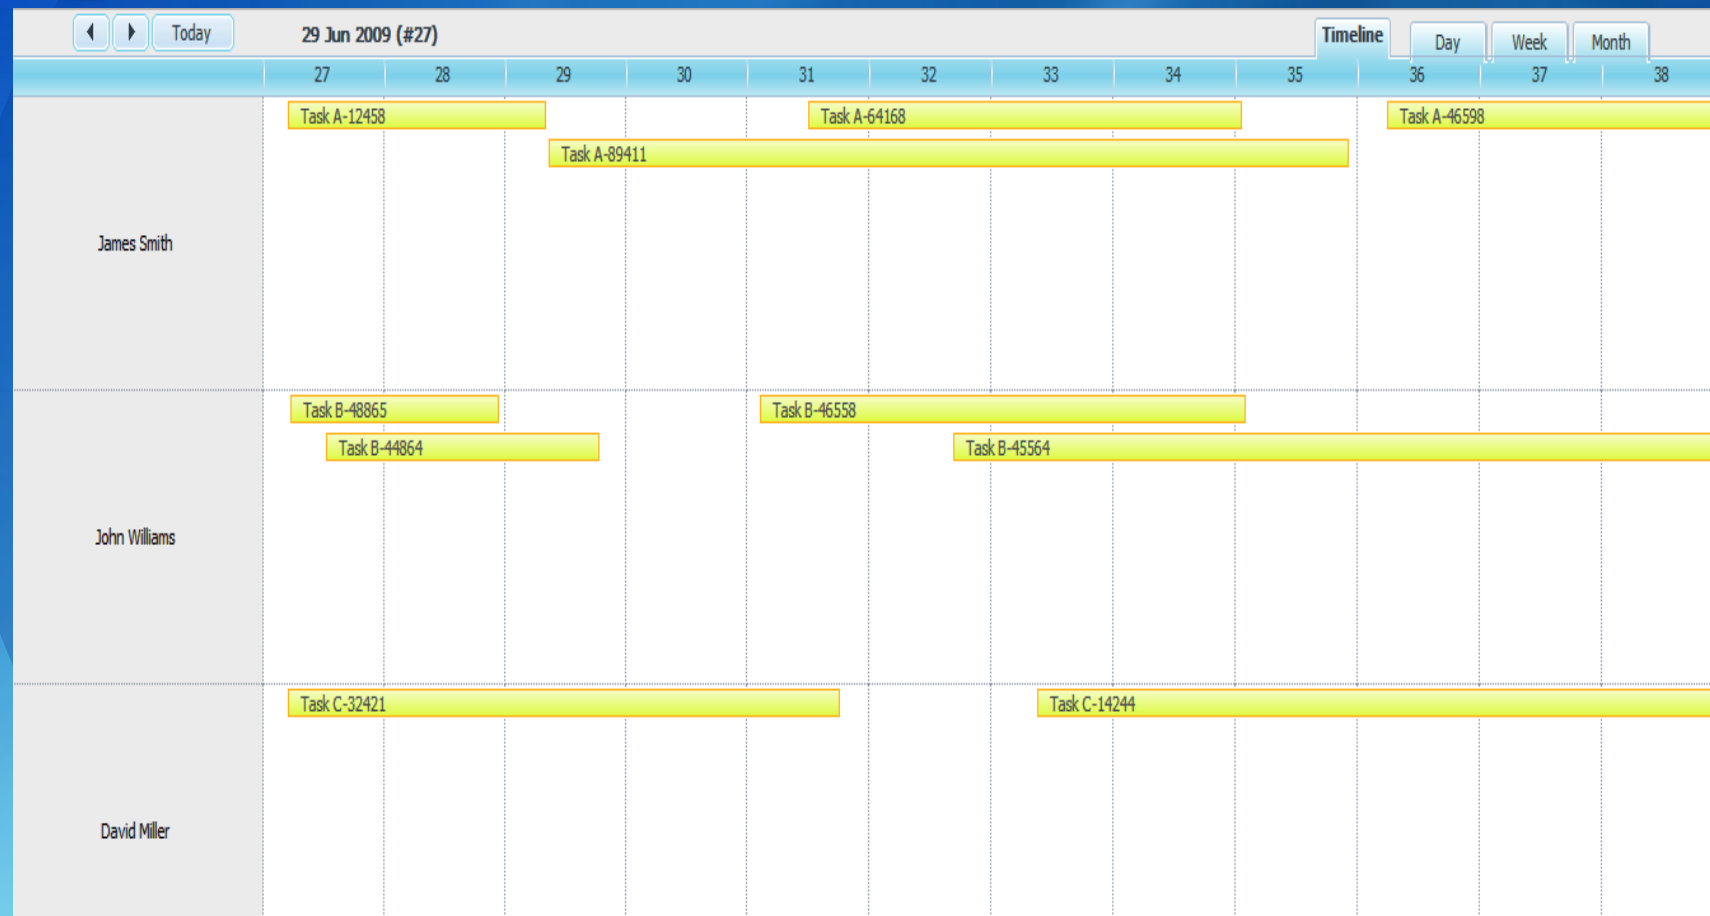 Today 29 Jun 2009 (#27) Timeline Day Week Month
27 28 29 30 31 32 33 34 35 36 37 38
Task A-12458 Task A-64168 Task A-46598
Task A-89411
James Smith
Task B-48865 Task B-46558
Task B-44864 Task B-45564
John Williams
Task C-32421 Task C-14244
David Miller